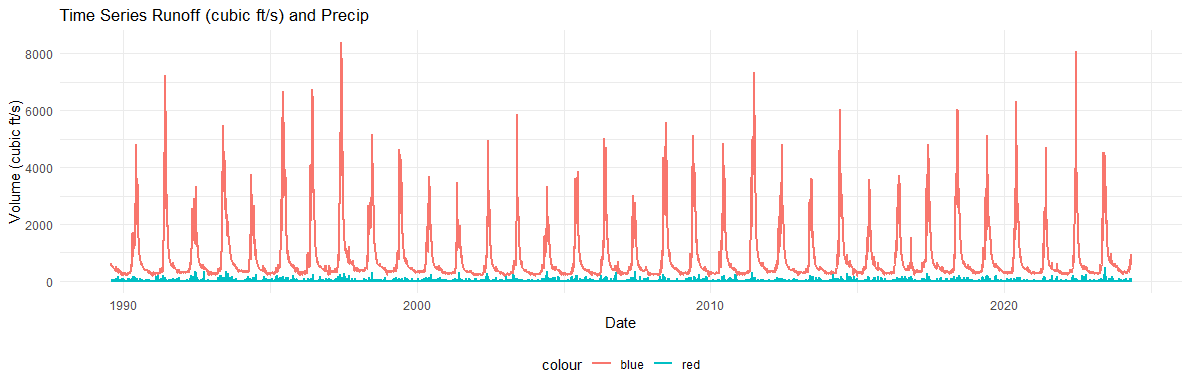 Time Series Runoff (cubic ft/s) and Precip
Volume (cubic ft/s)
8000
6000
4000
2000
0
1990 2000 2010 2020
Date
colour blue red